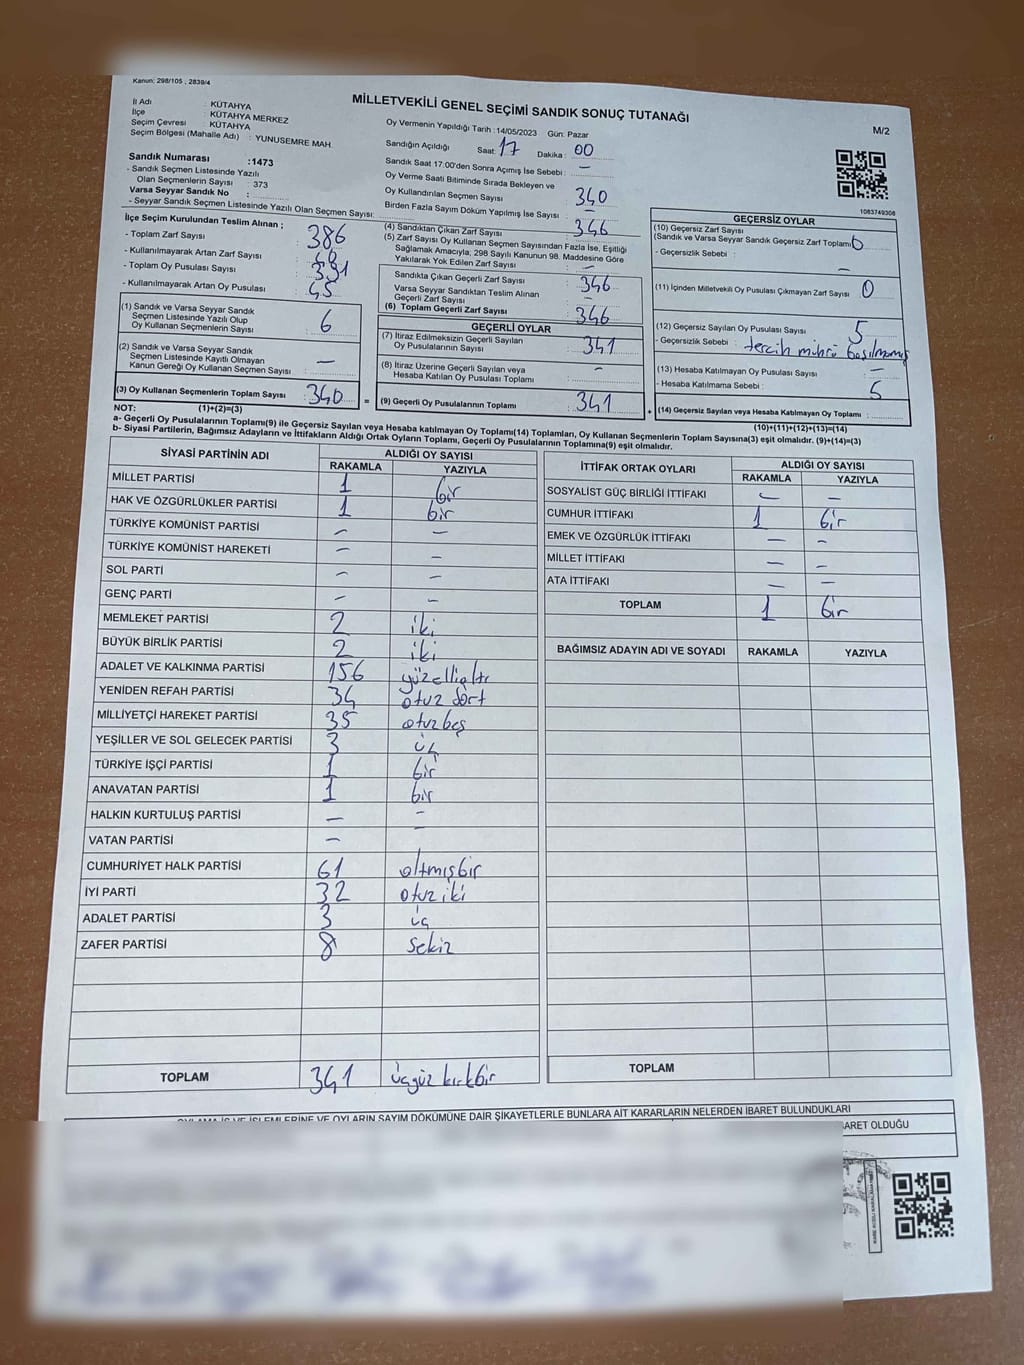 Kanun; 298/105 ; 2839/4
MİLLETVEKİLİ GENEL SEÇİMİ SANDIK SONUÇ TUTANAĞI
M/2
İl Adı : KÜTAHYA
İlçe : KÜTAHYA MERKEZ
Seçim Çevresi : KÜTAHYA
Seçim Bölgesi (Mahalle Adı) : YUNUSEMRE MAH.
Sandık Numarası :1473
- Sandık Seçmen Listesinde Yazılı
Olan Seçmenlerin Sayısı : 373
Varsa Seyyar Sandık No :
- Seyyar Sandık Seçmen Listesinde Yazılı Olan Seçmen Sayısı:
Oy Vermenin Yapıldığı Tarih :14/05/2023 Gün: Pazar
Sandığın Açıldığı Saat: 17 Dakika : 00
Sandık Saat 17:00'den Sonra Açımış İse Sebebi : —
Oy Verme Saati Bitiminde Sırada Bekleyen ve
Oy Kullandırılan Seçmen Sayısı 340
Birden Fazla Sayım Döküm Yapılmış İse Sayısı : —
1083749308
İlçe Seçim Kurulundan Teslim Alınan ;
- Toplam Zarf Sayısı : 386
- Kullanılmayarak Artan Zarf Sayısı :
- Toplam Oy Pusulası Sayısı : 391
- Kullanılmayarak Artan Oy Pusulası : 45
(1) Sandık ve Varsa Seyyar Sandık
Seçmen Listesinde Yazılı Olup
Oy Kullanan Seçmenlerin Sayısı : 6
(2) Sandık ve Varsa Seyyar Sandık
Seçmen Listesinde Kayıtlı Olmayan
Kanun Gereği Oy Kullanan Seçmen Sayısı : —
(3) Oy Kullanan Seçmenlerin Toplam Sayısı : 340 =
(4) Sandıktan Çıkan Zarf Sayısı : 346
(5) Zarf Sayısı Oy Kullanan Seçmen Sayısından Fazla İse, Eşitliği
Sağlamak Amacıyla; 298 Sayılı Kanunun 98. Maddesine Göre
Yakılarak Yok Edilen Zarf Sayısı : —
Sandıkta Çıkan Geçerli Zarf Sayısı : 346
Varsa Seyyar Sandıktan Teslim Alınan
Geçerli Zarf Sayısı : —
(6) Toplam Geçerli Zarf Sayısı : 346
GEÇERLİ OYLAR
(7) İtiraz Edilmeksizin Geçerli Sayılan
Oy Pusulalarının Sayısı : 341
(8) İtiraz Üzerine Geçerli Sayılan veya
Hesaba Katılan Oy Pusulası Toplamı : -
(9) Geçerli Oy Pusulalarının Toplamı : 341 +
GEÇERSİZ OYLAR
(10) Geçersiz Zarf Sayısı
(Sandık ve Varsa Seyyar Sandık Geçersiz Zarf Toplamı)
- Geçersizlik Sebebi : —
(11) İçinden Milletvekili Oy Pusulası Çıkmayan Zarf Sayısı : 0
(12) Geçersiz Sayılan Oy Pusulası Sayısı : 5
- Geçersizlik Sebebi : tercih mührü basılmamış
(13) Hesaba Katılmayan Oy Pusulası Sayısı : —
- Hesaba Katılmama Sebebi : 5
(14) Geçersiz Sayılan veya Hesaba Katılmayan Oy Toplamı :
NOT: (1)+(2)=(3)
(10)+(11)+(12)+(13)=(14)
a- Geçerli Oy Pusulalarının Toplamı(9) ile Geçersiz Sayılan veya Hesaba katılmayan Oy Toplamı(14) Toplamları, Oy Kullanan Seçmenlerin Toplam Sayısına(3) eşit olmalıdır. (9)+(14)=(3)
b- Siyasi Partilerin, Bağımsız Adayların ve İttifakların Aldığı Ortak Oyların Toplamı, Geçerli Oy Pusulalarının Toplamına(9) eşit olmalıdır.
SİYASİ PARTİNİN ADI ALDIĞI OY SAYISI
RAKAMLA YAZIYLA
MİLLET PARTİSİ 1 bir
HAK VE ÖZGÜRLÜKLER PARTİSİ 1 bir
TÜRKİYE KOMÜNİST PARTİSİ — —
TÜRKİYE KOMÜNİST HAREKETİ — —
SOL PARTİ — —
GENÇ PARTİ — —
MEMLEKET PARTİSİ 2 iki
BÜYÜK BİRLİK PARTİSİ 2 iki
ADALET VE KALKINMA PARTİSİ 156 yüzellialtı
YENİDEN REFAH PARTİSİ 34 otuz dört
MİLLİYETÇİ HAREKET PARTİSİ 35 otuzbeş
YEŞİLLER VE SOL GELECEK PARTİSİ 3 üç
TÜRKİYE İŞÇİ PARTİSİ 1 bir
ANAVATAN PARTİSİ 1 bir
HALKIN KURTULUŞ PARTİSİ — —
VATAN PARTİSİ — —
CUMHURİYET HALK PARTİSİ 61 altmışbir
İYİ PARTİ 32 otuz iki
ADALET PARTİSİ 3 üç
ZAFER PARTİSİ 8 Sekiz
TOPLAM 341 üçyüz kırkbir
İTTİFAK ORTAK OYLARI ALDIĞI OY SAYISI
RAKAMLA YAZIYLA
SOSYALİST GÜÇ BİRLİĞİ İTTİFAKI — —
CUMHUR İTTİFAKI 1 bir
EMEK VE ÖZGÜRLÜK İTTİFAKI — —
MİLLET İTTİFAKI — —
ATA İTTİFAKI — —
TOPLAM 1 bir
BAĞIMSIZ ADAYIN ADI VE SOYADI RAKAMLA YAZIYLA
TOPLAM
OYLAMA İŞ VE İŞLEMLERİNE VE OYLARIN SAYIM DÖKÜMÜNE DAİR ŞİKAYETLERLE BUNLARA AİT KARARLARIN NELERDEN İBARET BULUNDUKLARI
BARET OLDUĞU